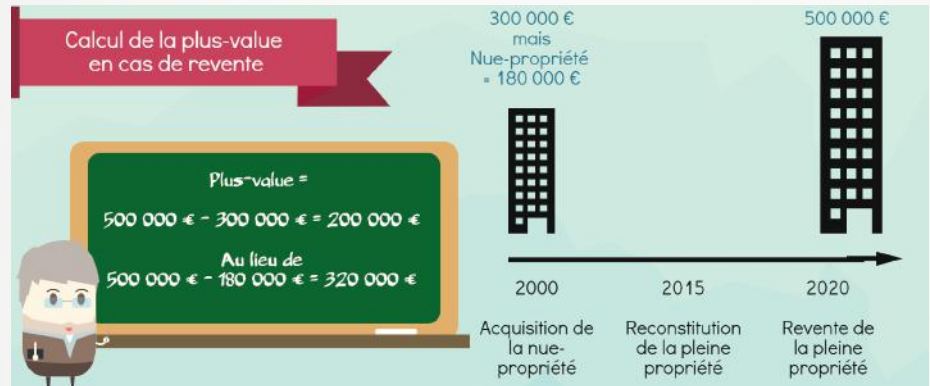 Calcul de la plus-value
en cas de revente
300 000 €
mais
Nue-propriété
= 180 000 €
500 000 €
Plus-value =
500 000 € - 300 000 € = 200 000 €
Au lieu de
500 000 € - 180 000 € = 320 000 €
2000
2015
2020
Acquisition de
la nue-
propriété
Reconstitution
de la pleine
propriété
Revente de
la pleine
propriété